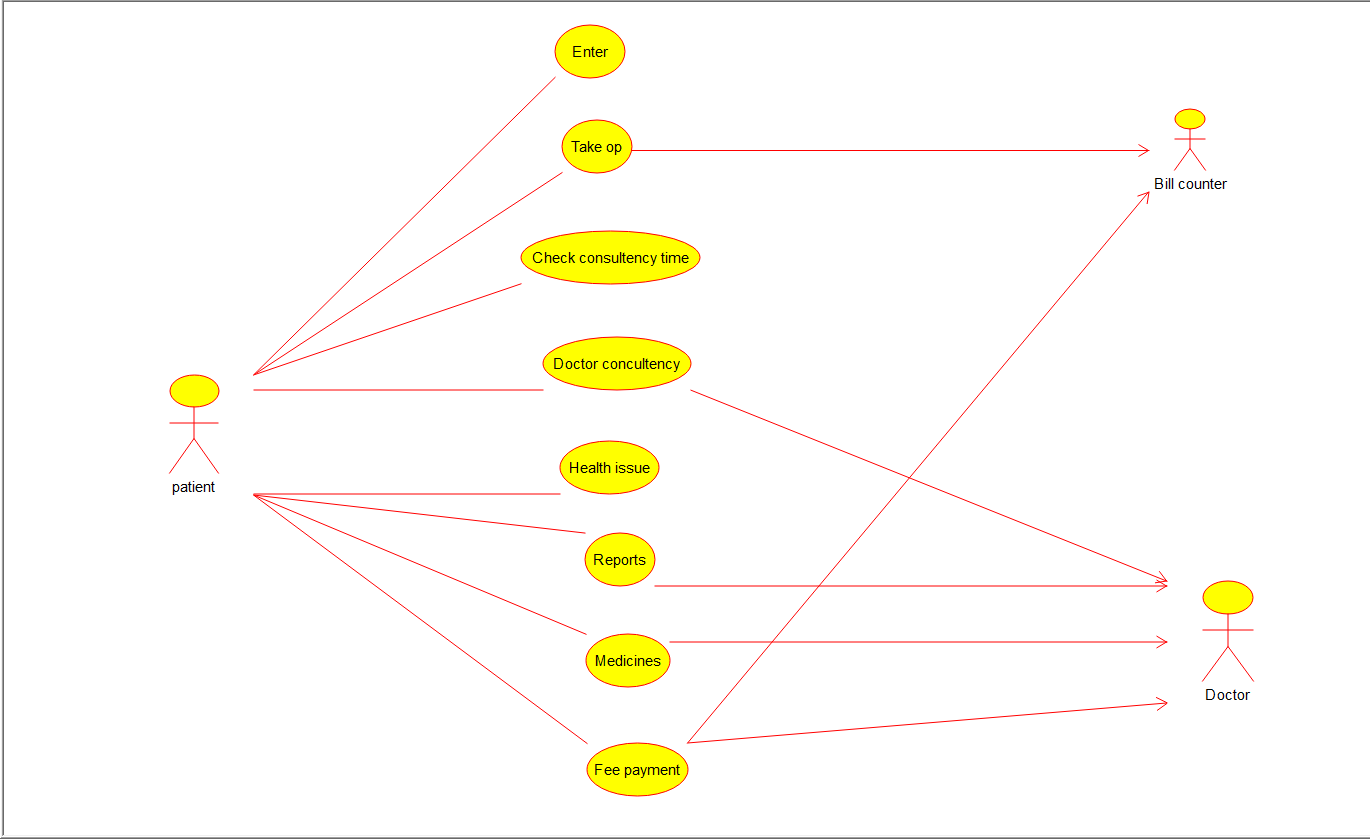 Enter
Take op
Bill counter
Check consultency time
Doctor concultency
Health issue
patient
Reports
Medicines
Doctor
Fee payment